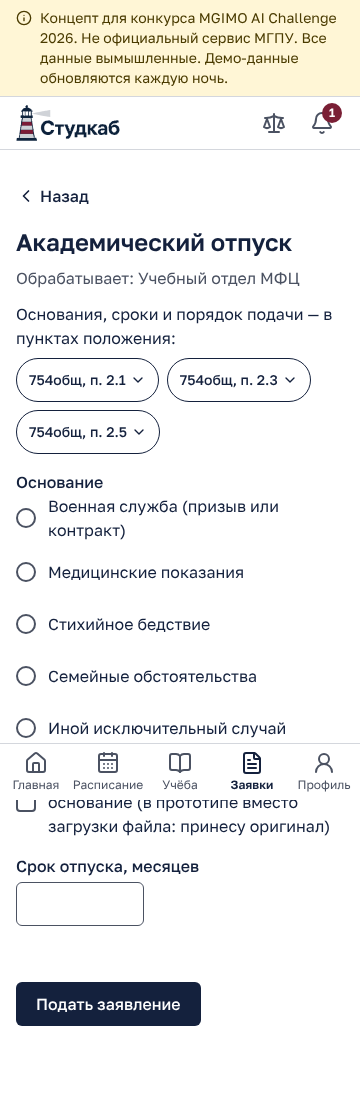 Концепт для конкурса MGIMO AI Challenge
2026. Не официальный сервис МГПУ. Все
данные вымышленные. Демо-данные
обновляются каждую ночь.
Студкаб
1
Назад
Академический отпуск
Обрабатывает: Учебный отдел МФЦ
Основания, сроки и порядок подачи — в
пунктах положения:
754общ, п. 2.1
754общ, п. 2.3
754общ, п. 2.5
Основание
Военная служба (призыв или
контракт)
Медицинские показания
Стихийное бедствие
Семейные обстоятельства
Иной исключительный случай
Главная
Расписание
Учёба
Заявки
Профиль
основание (в прототипе вместо
загрузки файла: принесу оригинал)
Срок отпуска, месяцев
Подать заявление